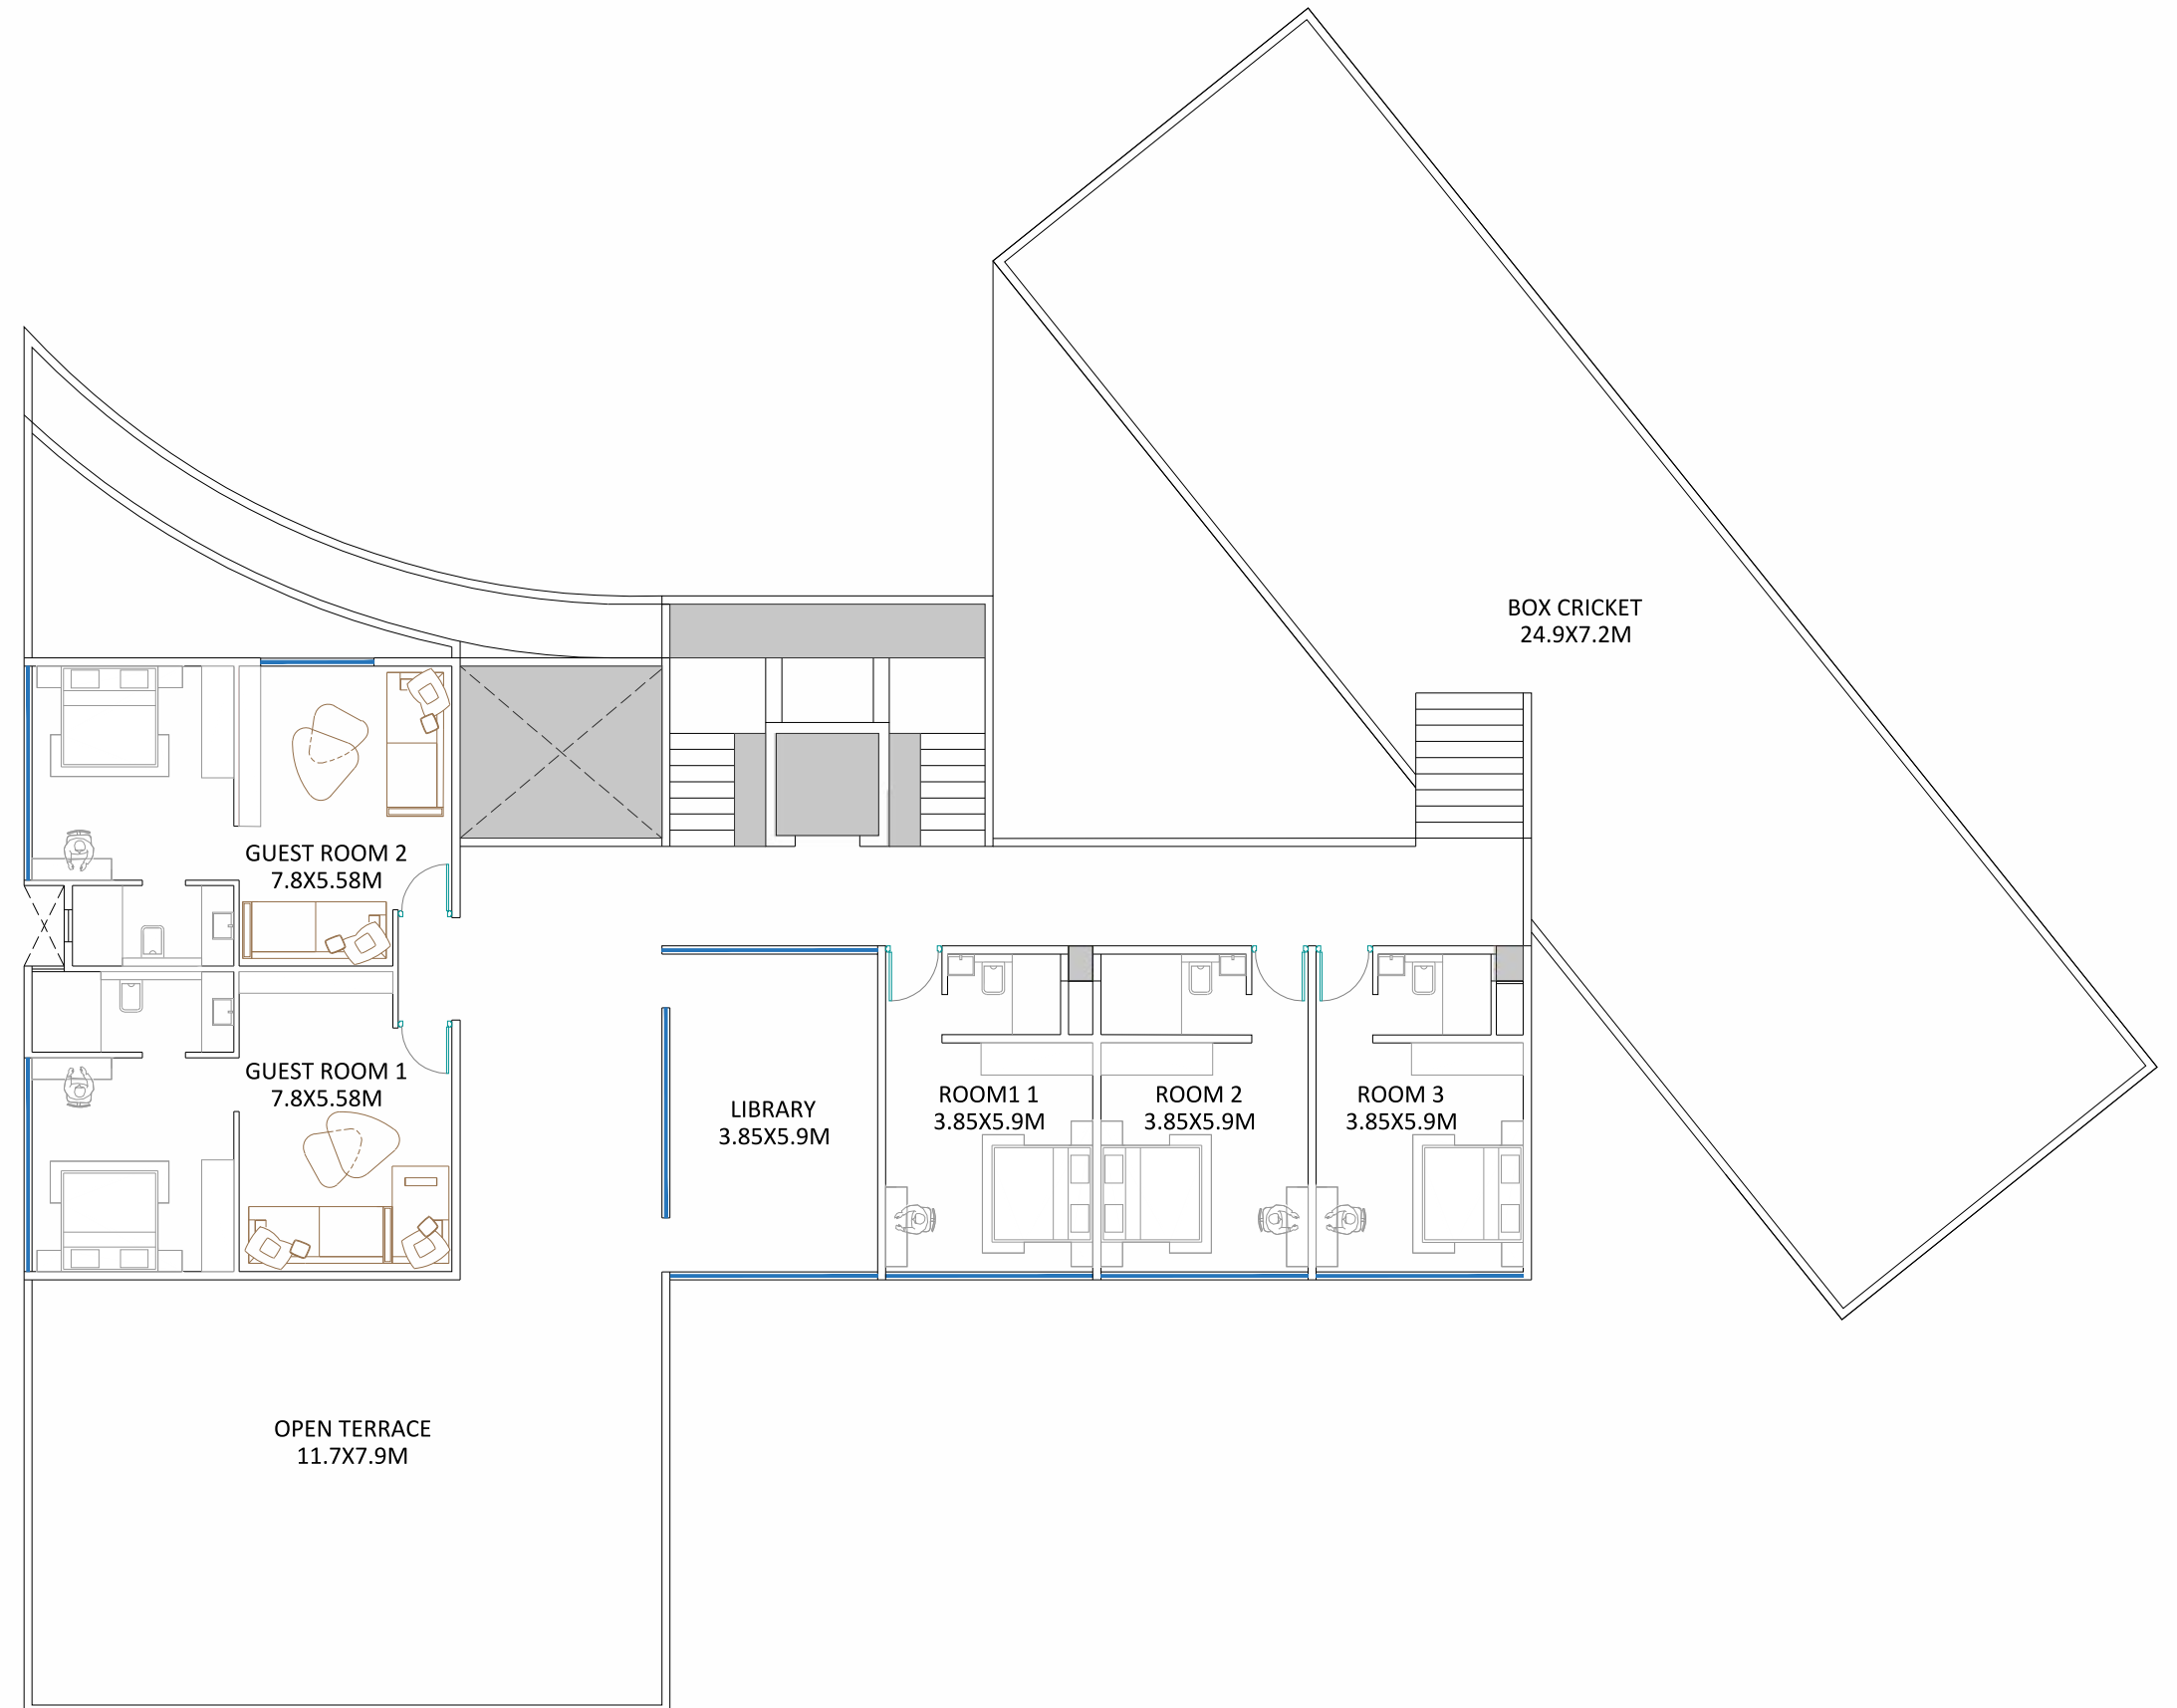 BOX CRICKET
24.9X7.2M
GUEST ROOM 2
7.8X5.58M
GUEST ROOM 1
7.8X5.58M
LIBRARY
3.85X5.9M
ROOM1 1
3.85X5.9M
ROOM 2
3.85X5.9M
ROOM 3
3.85X5.9M
OPEN TERRACE
11.7X7.9M